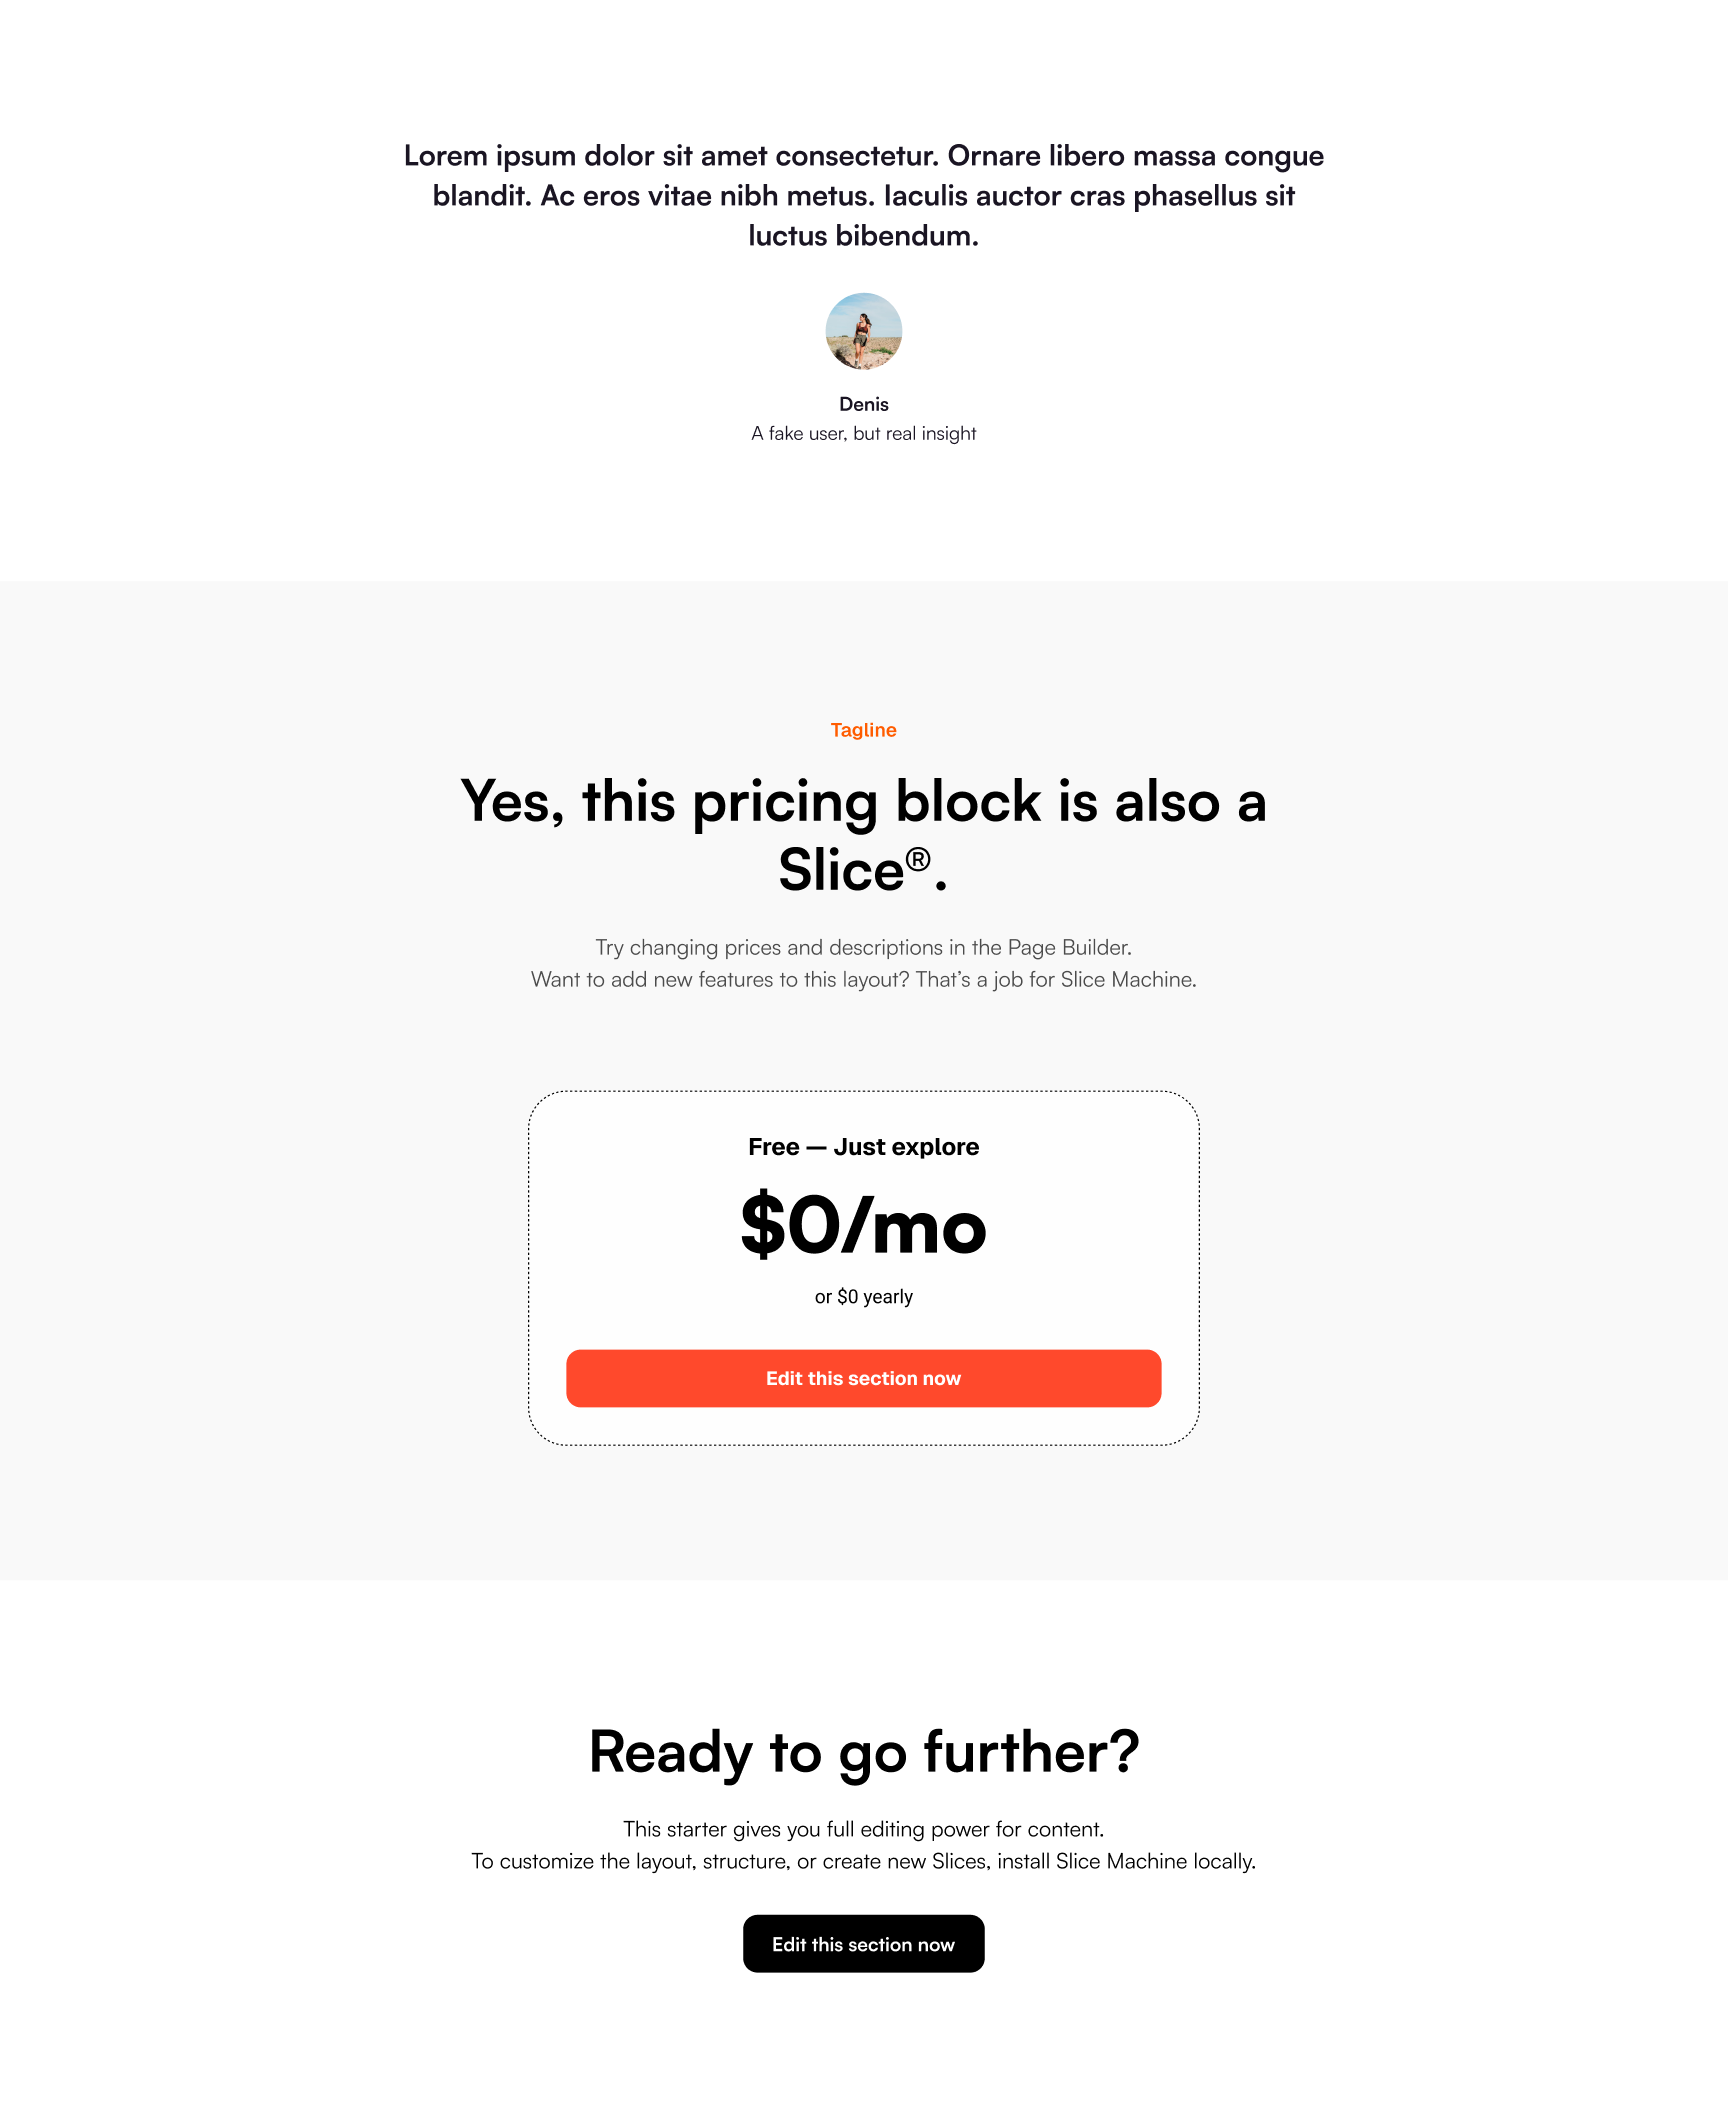 Lorem ipsum dolor sit amet consectetur. Ornare libero massa congue
blandit. Ac eros vitae nibh metus. Iaculis auctor cras phasellus sit
luctus bibendum.
Denis
A fake user, but real insight
Tagline
Yes, this pricing block is also a
Slice®.
Try changing prices and descriptions in the Page Builder.
Want to add new features to this layout? That’s a job for Slice Machine.
Free — Just explore
$0/mo
or $0 yearly
Edit this section now
Ready to go further?
This starter gives you full editing power for content.
To customize the layout, structure, or create new Slices, install Slice Machine locally.
Edit this section now